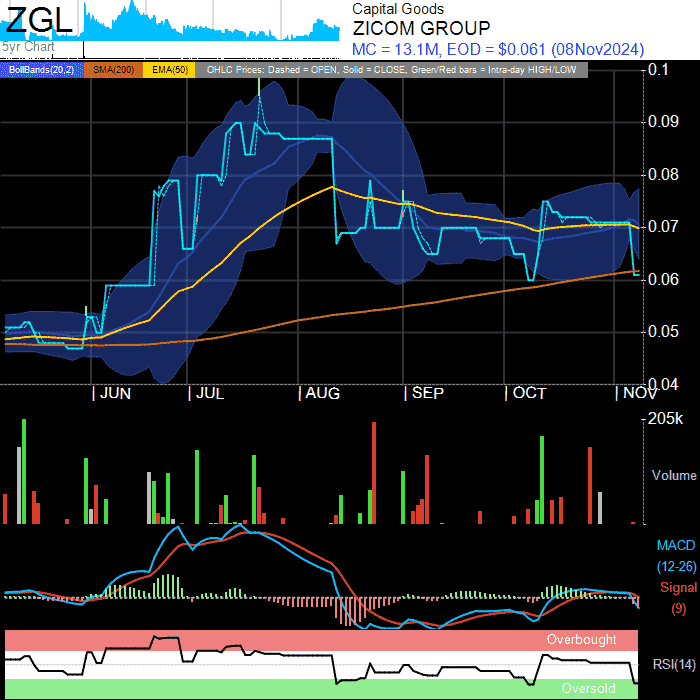 ZGL
5yr Chart
Capital Goods
ZICOM GROUP
MC = 13.1M, EOD = $0.061 (08Nov2024)
BollBands(20,2) SMA(200) EMA(50) OHLC Prices: Dashed = OPEN, Solid = CLOSE, Green/Red bars = Intra-day HIGH/LOW
0.1
0.09
0.08
0.07
0.06
0.05
0.04
JUN JUL AUG SEP OCT NOV
205k
Volume
MACD
(12-26)
Signal
(9)
Overbought
RSI(14)
Oversold